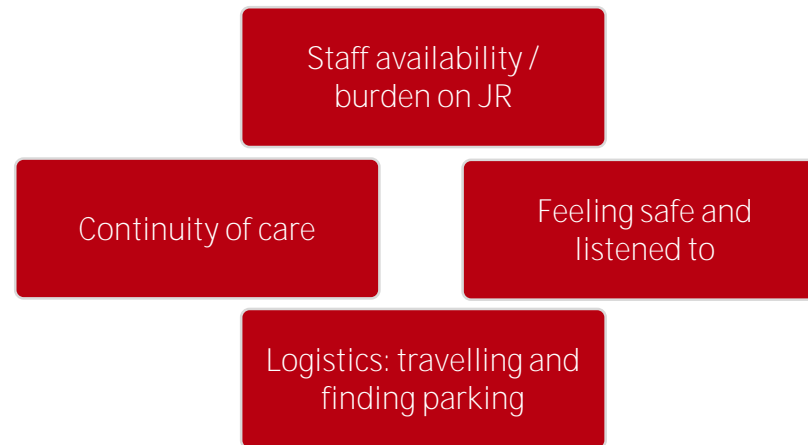 Staff availability /
burden on JR
Continuity of care
Feeling safe and
listened to
Logistics: travelling and
finding parking